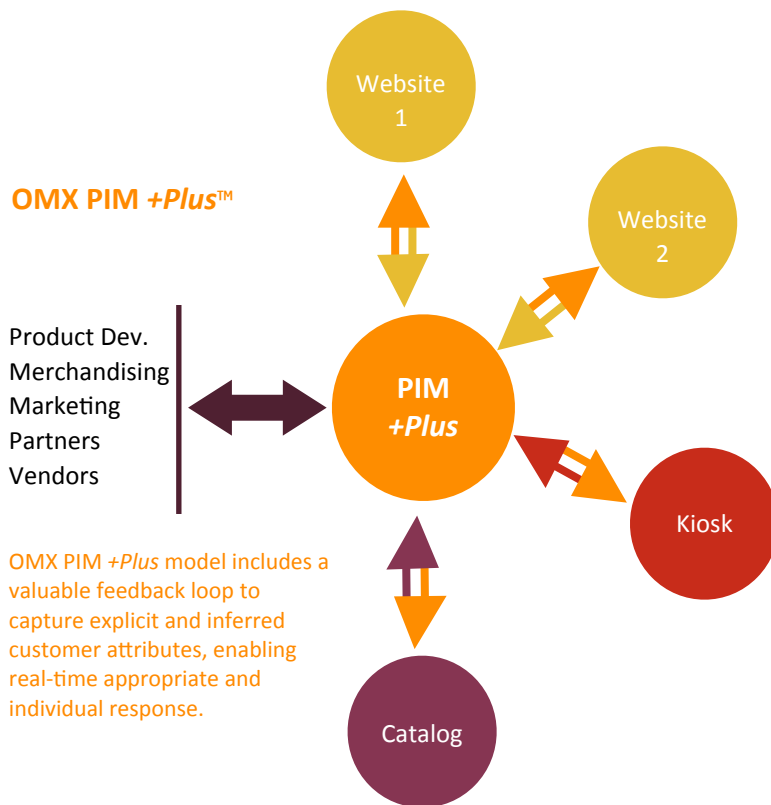 Website
1
OMX PIM +Plus™
Website
2
Product Dev.
Merchandising
Marketing
Partners
Vendors
PIM
+Plus
Kiosk
OMX PIM +Plus model includes a
valuable feedback loop to
capture explicit and inferred
customer attributes, enabling
real-time appropriate and
individual response.
Catalog